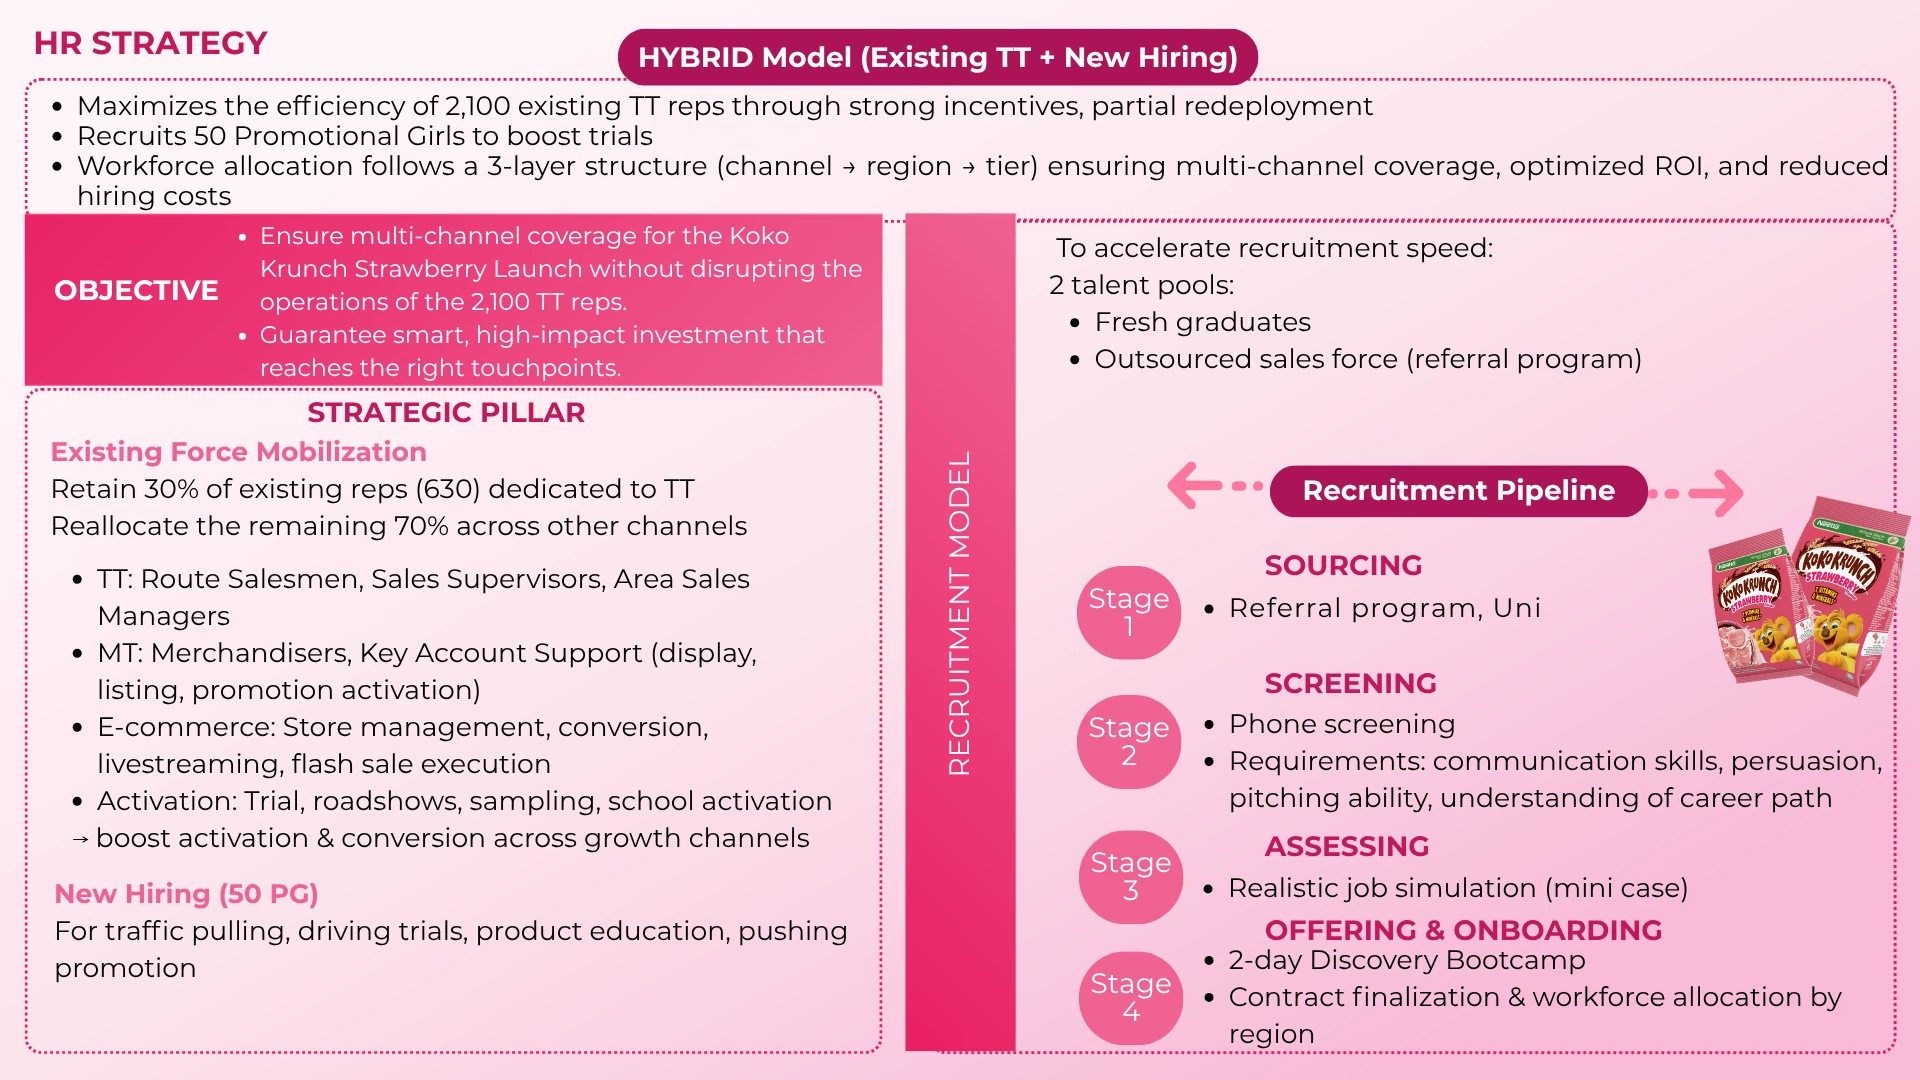 HR STRATEGY
HYBRID Model (Existing TT + New Hiring)
• Maximizes the efficiency of 2,100 existing TT reps through strong incentives, partial redeployment
• Recruits 50 Promotional Girls to boost trials
• Workforce allocation follows a 3-layer structure (channel → region → tier) ensuring multi-channel coverage, optimized ROI, and reduced
hiring costs
OBJECTIVE
• Ensure multi-channel coverage for the Koko
Krunch Strawberry Launch without disrupting the
operations of the 2,100 TT reps.
• Guarantee smart, high-impact investment that
reaches the right touchpoints.
STRATEGIC PILLAR
Existing Force Mobilization
Retain 30% of existing reps (630) dedicated to TT
Reallocate the remaining 70% across other channels
• TT: Route Salesmen, Sales Supervisors, Area Sales
Managers
• MT: Merchandisers, Key Account Support (display,
listing, promotion activation)
• E-commerce: Store management, conversion,
livestreaming, flash sale execution
• Activation: Trial, roadshows, sampling, school activation
→ boost activation & conversion across growth channels
New Hiring (50 PG)
For traffic pulling, driving trials, product education, pushing
promotion
RECRUITMENT MODEL
To accelerate recruitment speed:
2 talent pools:
• Fresh graduates
• Outsourced sales force (referral program)
Recruitment Pipeline
Stage
1
SOURCING
• Referral program, Uni
Stage
2
SCREENING
• Phone screening
• Requirements: communication skills, persuasion,
pitching ability, understanding of career path
Stage
3
ASSESSING
• Realistic job simulation (mini case)
Stage
4
OFFERING & ONBOARDING
• 2-day Discovery Bootcamp
• Contract finalization & workforce allocation by
region
Nestlé
KOKO KRUNCH
STRAWBERRY
Nestlé
KOKO KRUNCH
STRAWBERRY